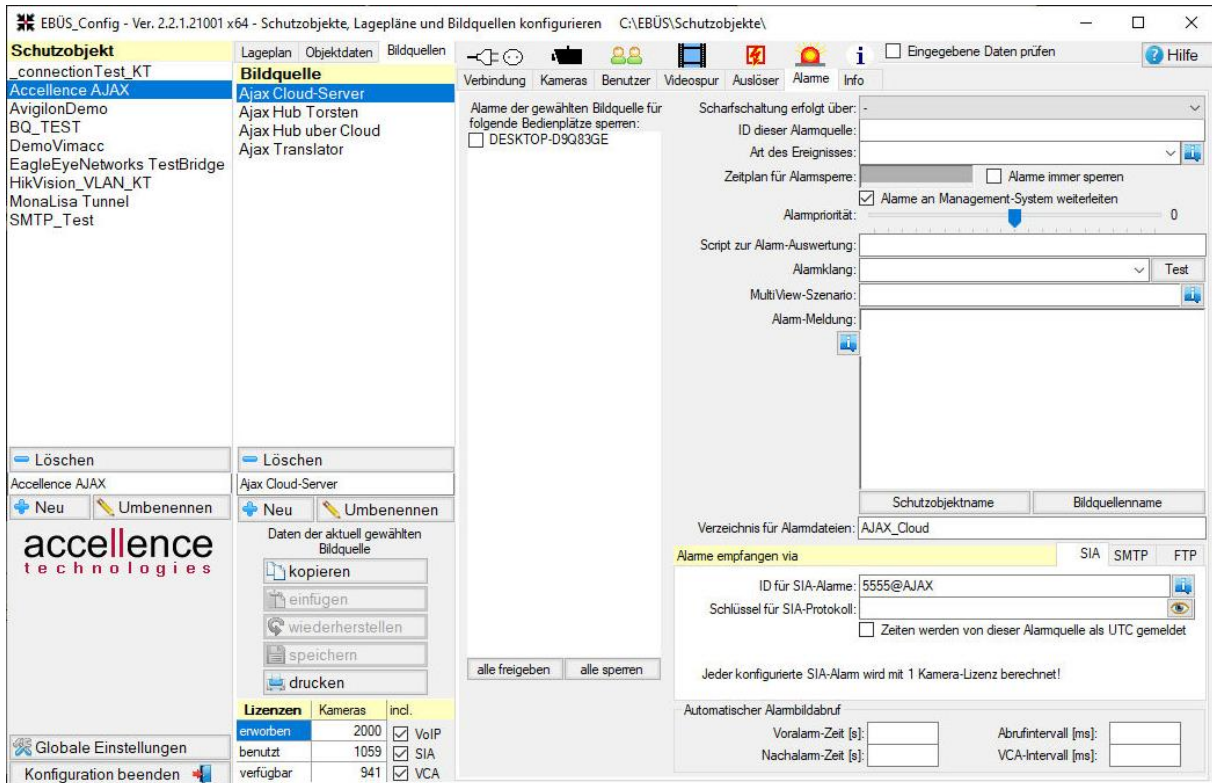 EBÜS_Config - Ver. 2.2.1.21001 x64 - Schutzobjekte, Lagepläne und Bildquellen konfigurieren C:\EBÜS\Schutzobjekte\
Schutzobjekt
_connectionTest_KT
Accellence AJAX
AvigilonDemo
BQ_TEST
DemoVimacc
EagleEyeNetworks TestBridge
HikVision_VLAN_KT
MonaLisa Tunnel
SMTP_Test
Löschen
Accellence AJAX
Neu Umbenennen
accellence
technologies
Globale Einstellungen
Konfiguration beenden
Lageplan Objektdaten Bildquellen
Bildquelle
Ajax Cloud-Server
Ajax Hub Torsten
Ajax Hub uber Cloud
Ajax Translator
Löschen
Ajax Cloud-Server
Neu Umbenennen
Daten der aktuell gewählten
Bildquelle
kopieren
einfügen
wiederherstellen
speichern
drucken
Lizenzen Kameras incl.
erworben 2000 VoIP
benutzt 1059 SIA
verfügbar 941 VCA
i Eingegebene Daten prüfen Hilfe
Verbindung Kameras Benutzer Videospur Auslöser Alarme Info
Alarme der gewählten Bildquelle für
folgende Bedienplätze sperren:
DESKTOP-D9Q83GE
alle freigeben alle sperren
Scharfschaltung erfolgt über: -
ID dieser Alarmquelle:
Art des Ereignisses:
Zeitplan für Alarmsperre: Alarme immer sperren
Alarme an Management-System weiterleiten
Alarmpriorität: 0
Script zur Alarm-Auswertung:
Alarmklang: Test
MultiView-Szenario:
Alarm-Meldung:
Schutzobjektname Bildquellenname
Verzeichnis für Alarmdateien: AJAX_Cloud
Alarme empfangen via SIA SMTP FTP
ID für SIA-Alarme: 5555@AJAX
Schlüssel für SIA-Protokoll:
Zeiten werden von dieser Alarmquelle als UTC gemeldet
Jeder konfigurierte SIA-Alarm wird mit 1 Kamera-Lizenz berechnet!
Automatischer Alarmbildabruf
Voralarm-Zeit [s]: Abrufintervall [ms]:
Nachalarm-Zeit [s]: VCA-Intervall [ms]: